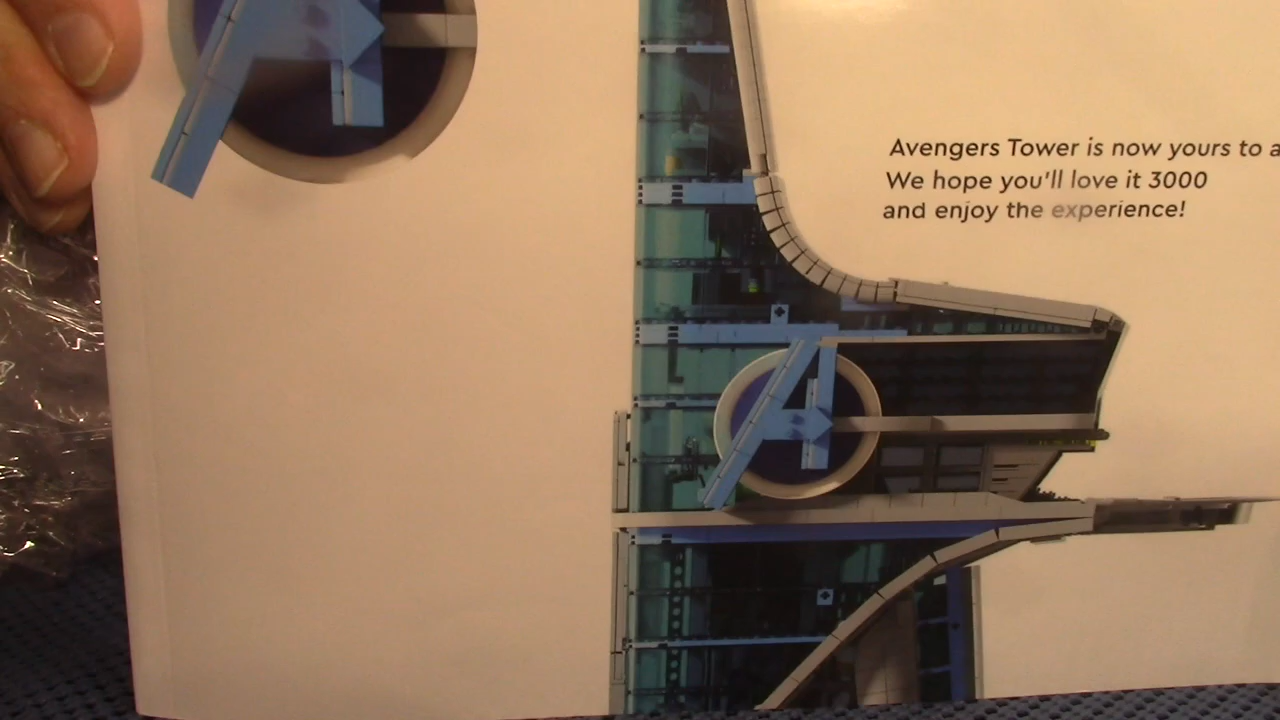 Avengers Tower is now yours to
We hope you'll love it 3000
and enjoy the experience!